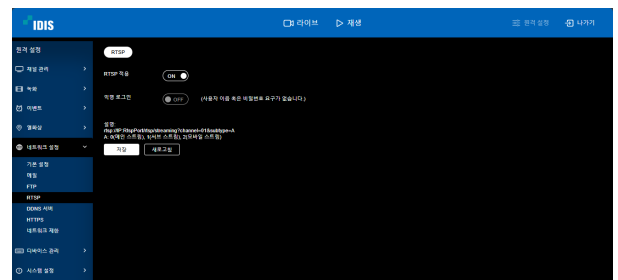 IDIS
라이브
재생
원격 설정
나가기
원격 설정
RTSP
채널 관리
RTSP 적용
ON
녹화
익명 로그인
OFF
(사용자 이름 혹은 비밀번호 요구가 없습니다.)
이벤트
열화상
설명:
rtsp://IP:RtspPort/rtsp/streaming?channel=01&subtype=A
A: 0(메인 스트림), 1(서브 스트림), 2(모바일 스트림)
네트워크 설정
저장
새로고침
기본 설정
메일
FTP
RTSP
DDNS 서비
HTTPS
네트워크 제한
디바이스 관리
시스템 설정